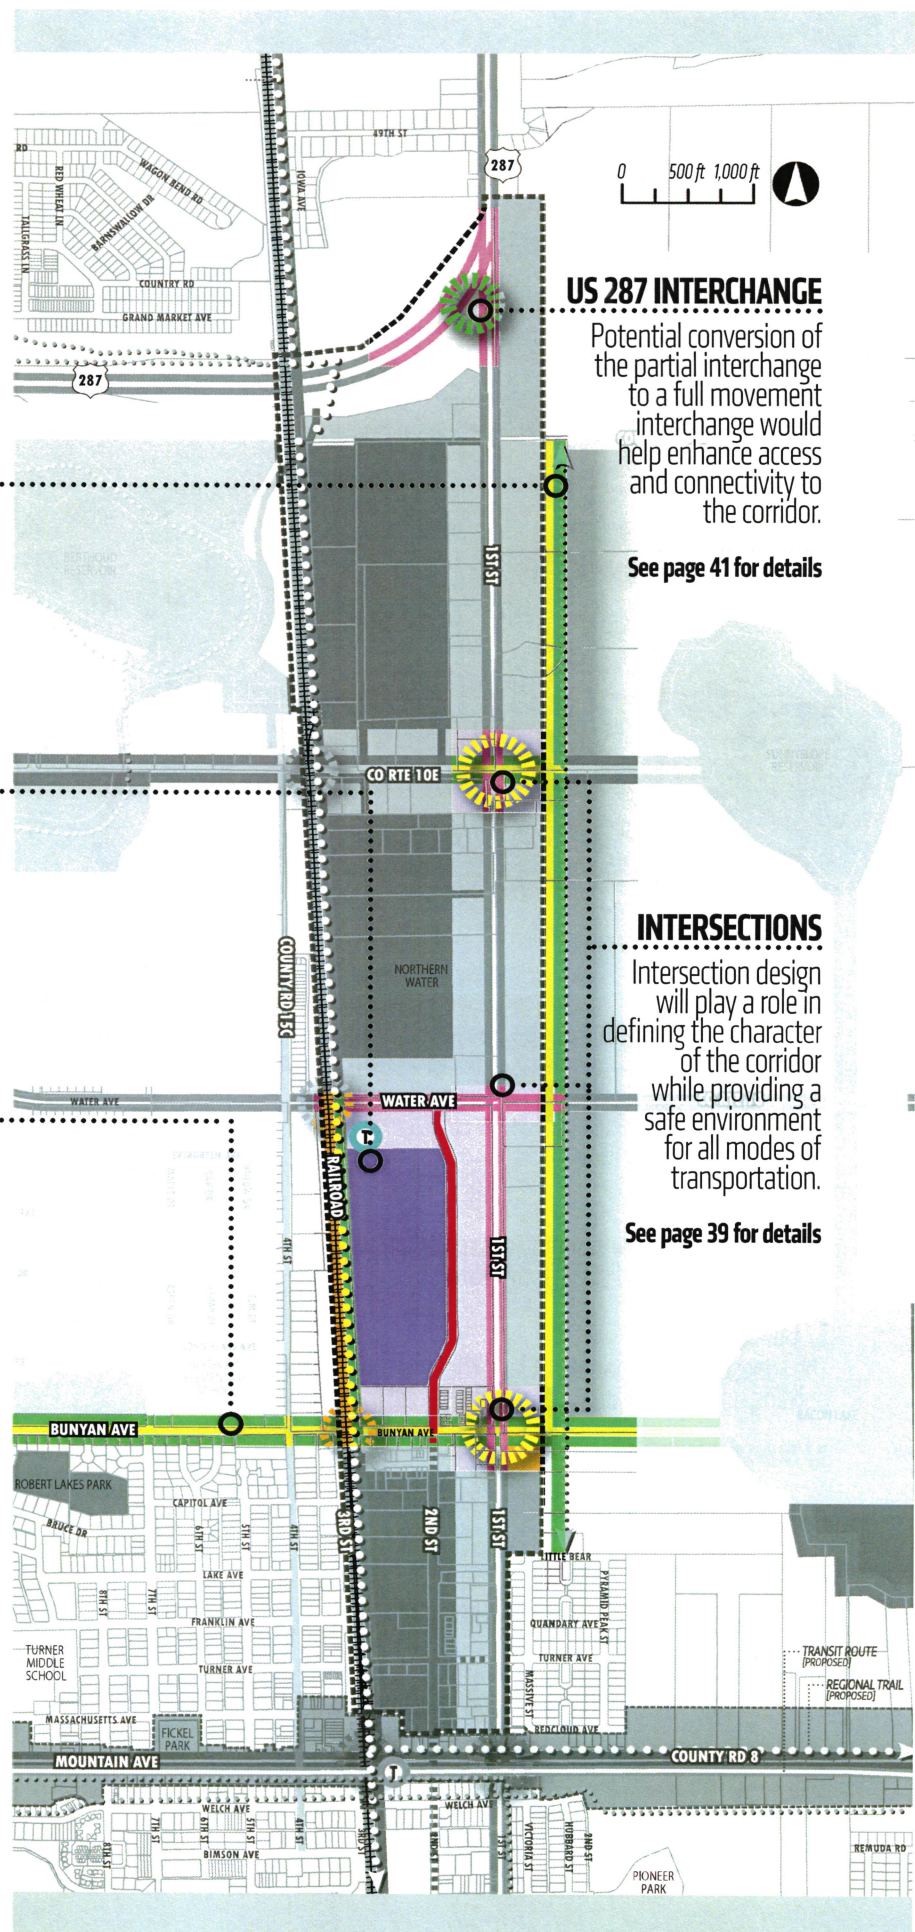 49TH ST
287
0 500 ft 1,000 ft
RD
RED WHEAT LN
WAGON BEND RD
IOWA AVE
TALLGRASS LN
BARNSWALLOW DR
COUNTRY RD
GRAND MARKET AVE
287
US 287 INTERCHANGE
Potential conversion of
the partial interchange
to a full movement
interchange would
help enhance access
and connectivity to
the corridor.
See page 41 for details
1ST ST
BERTHOUD
RESERVOIR
CO RTE 10E
COUNTY RD 15C
NORTHERN
WATER
INTERSECTIONS
Intersection design
will play a role in
defining the character
of the corridor
while providing a
safe environment
for all modes of
transportation.
See page 39 for details
WATER AVE
WATER AVE
T
RAILROAD
4TH ST
1ST ST
BACON LAKE
BUNYAN AVE
BUNYAN AVE
ROBERT LAKES PARK
CAPITOL AVE
BRUCE DR
6TH ST
5TH ST
4TH ST
3RD ST
2ND ST
1ST ST
LITTLE BEAR
LAKE AVE
8TH ST
7TH ST
PYRAMID PEAK ST
FRANKLIN AVE
QUANDARY AVE
TURNER
MIDDLE
SCHOOL
TURNER AVE
TURNER AVE
MASSIVE ST
TRANSIT ROUTE
[PROPOSED]
REGIONAL TRAIL
[PROPOSED]
MASSACHUSETTS AVE
FICKEL
PARK
REDCLOUD AVE
MOUNTAIN AVE
COUNTY RD 8
T
WELCH AVE
WELCH AVE
8TH ST
7TH ST
6TH ST
5TH ST
4TH ST
3RD ST
1ST ST
VICTORIA ST
HUBBARD ST
2ND ST
BIMSON AVE
REMUDA RD
PIONEER
PARK